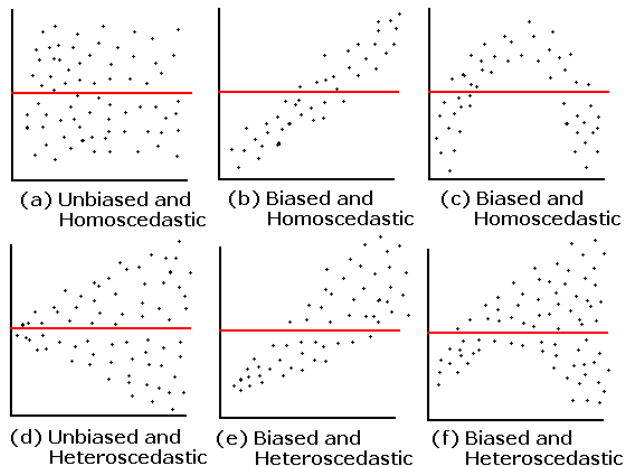 (a) Unbiased and
Homoscedastic
(b) Biased and
Homoscedastic
(c) Biased and
Homoscedastic
(d) Unbiased and
Heteroscedastic
(e) Biased and
Heteroscedastic
(f) Biased and
Heteroscedastic